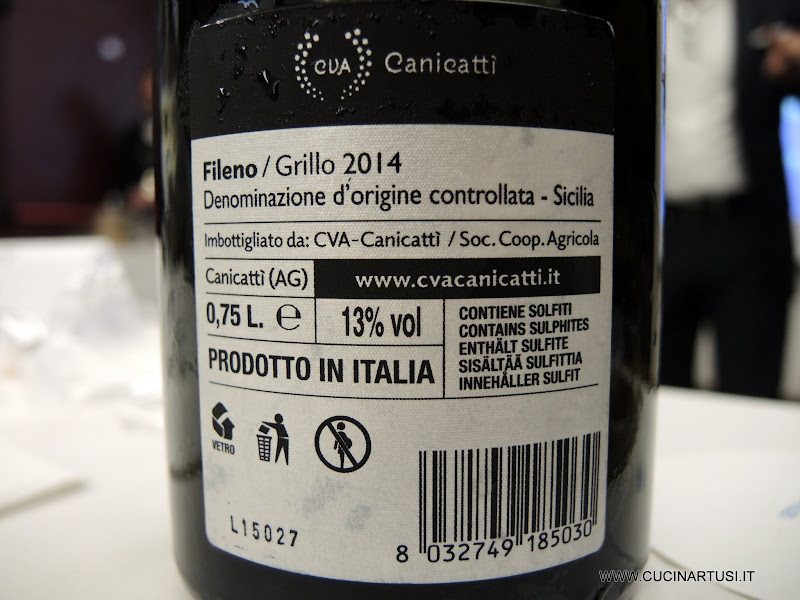 CVA Canicattì
Fileno / Grillo 2014
Denominazione d'origine controllata - Sicilia
Imbottigliato da: CVA-Canicattì / Soc. Coop. Agricola
Canicattì (AG) www.cvacanicatti.it
0,75 L. e 13% vol
PRODOTTO IN ITALIA
CONTIENE SOLFITI
CONTAINS SULPHITES
ENTHÄLT SULFITE
SISÄLTÄÄ SULFITTIA
INNEHÅLLER SULFIT
VETRO
L15027
8 032749 185030
WWW.CUCINARTUSI.IT